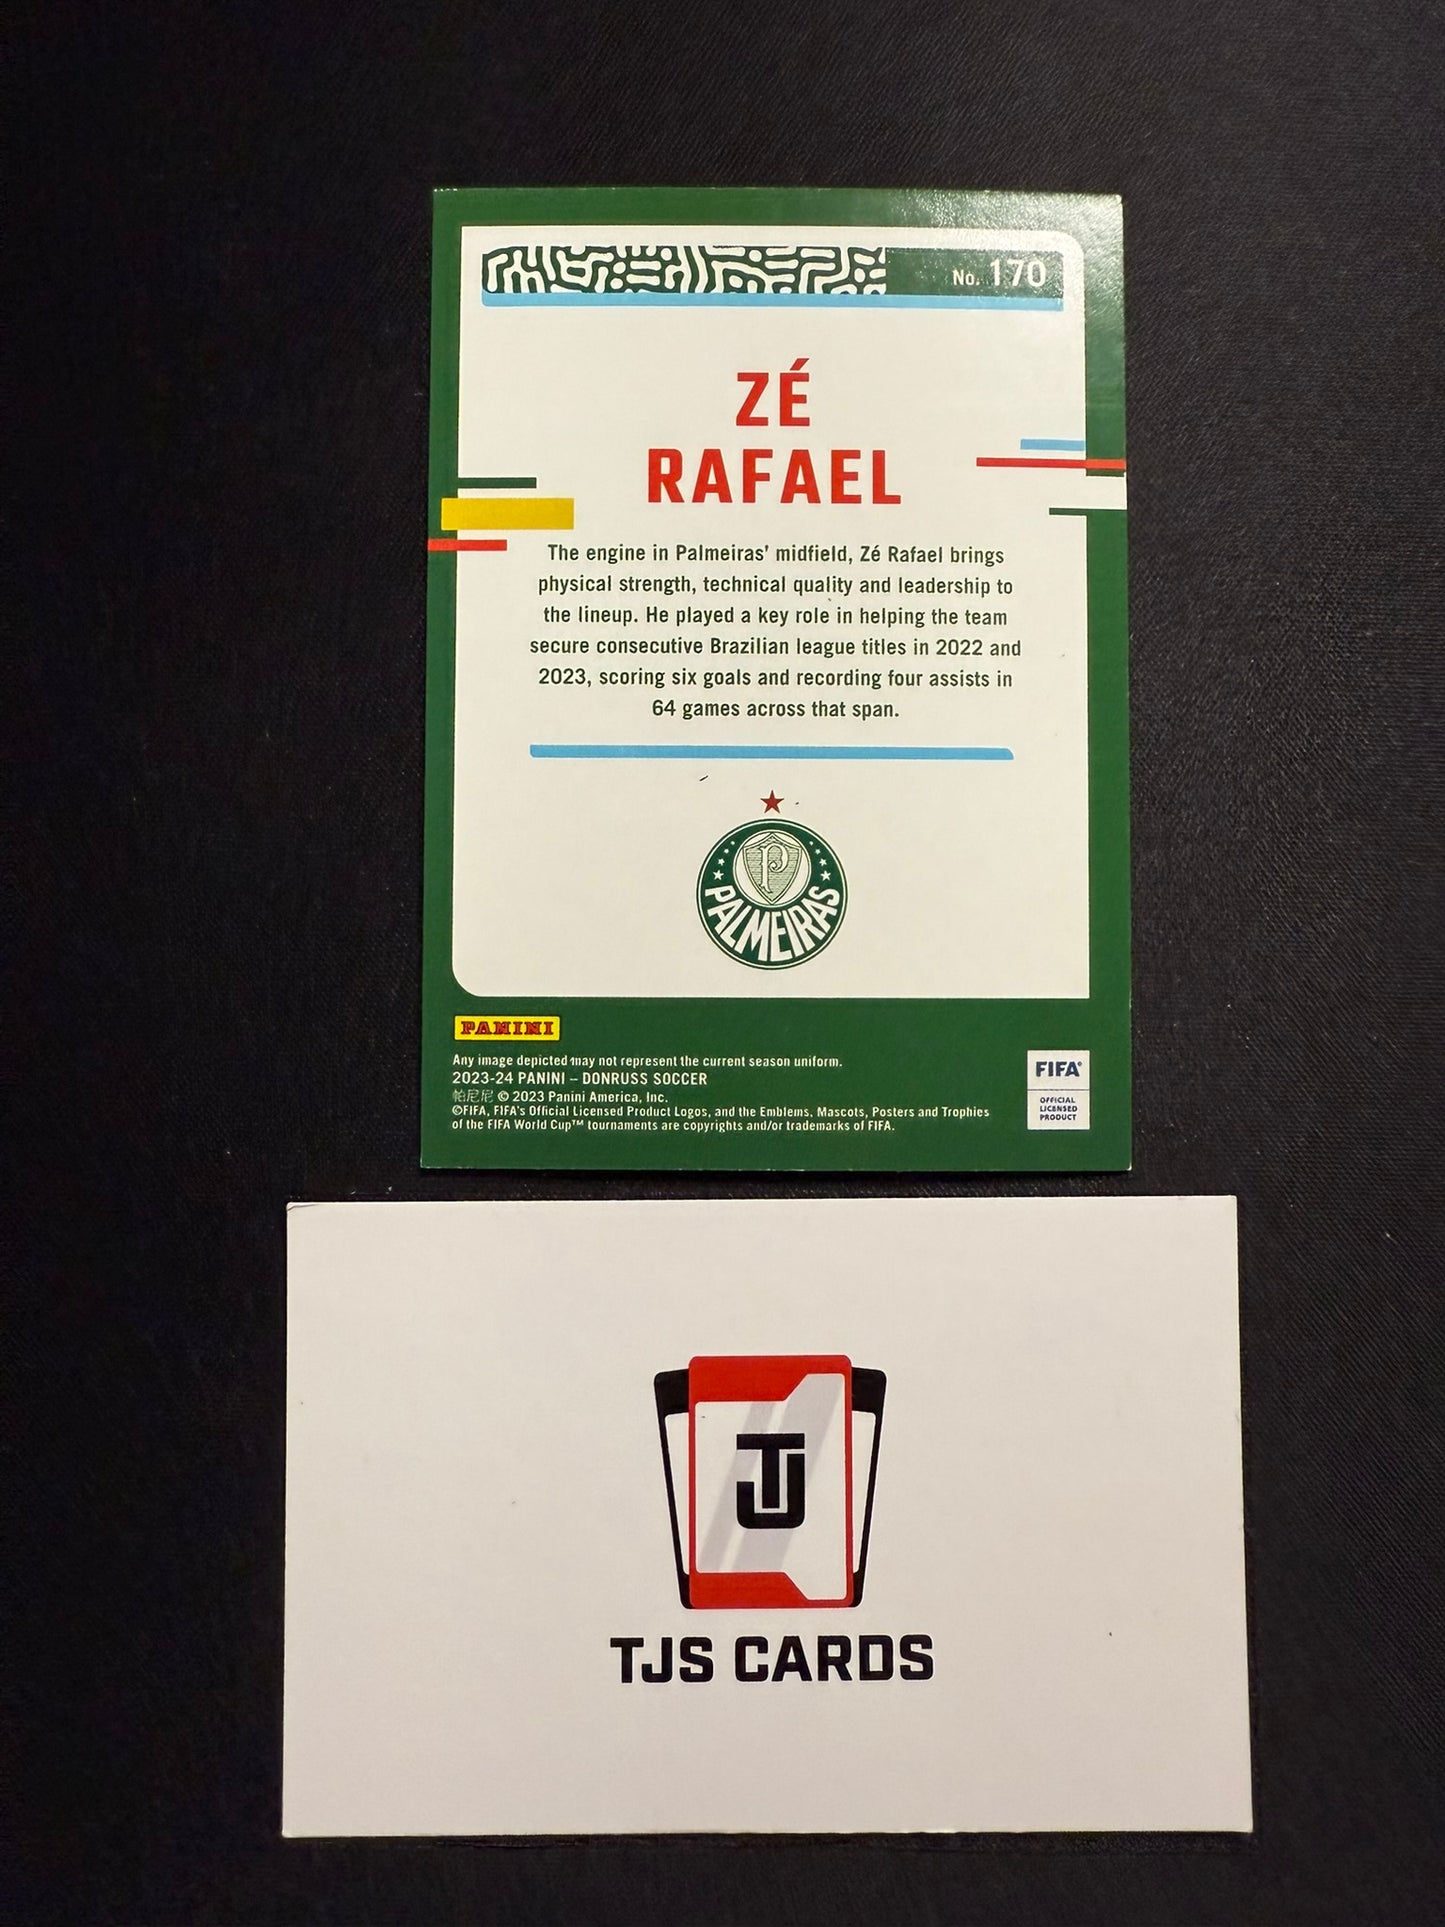 No. 170
ZÉ
RAFAEL
The engine in Palmeiras' midfield, Zé Rafael brings
physical strength, technical quality and leadership to
the lineup. He played a key role in helping the team
secure consecutive Brazilian league titles in 2022 and
2023, scoring six goals and recording four assists in
64 games across that span.
P
PALMEIRAS
PANINI
Any image depicted may not represent the current season uniform.
2023-24 PANINI – DONRUSS SOCCER
帕尼尼 © 2023 Panini America, Inc.
©FIFA, FIFA's Official Licensed Product Logos, and the Emblems, Mascots, Posters and Trophies
of the FIFA World Cup™ tournaments are copyrights and/or trademarks of FIFA.
FIFA®
OFFICIAL
LICENSED
PRODUCT
TJ
TJS CARDS